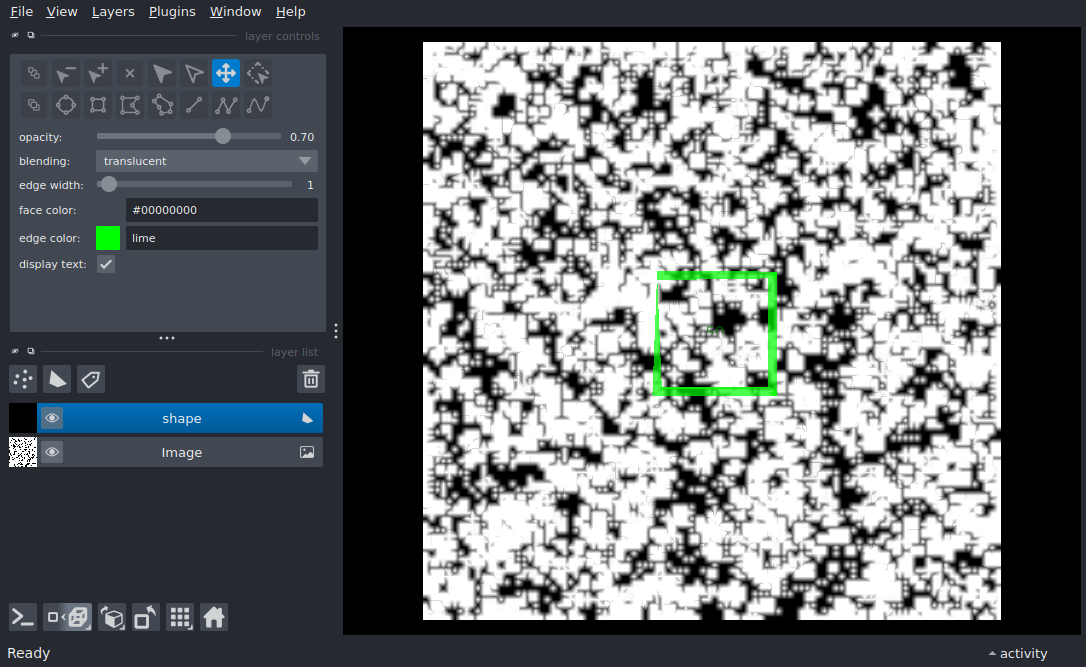 File View Layers Plugins Window Help
layer controls
opacity: 0.70
blending: translucent
edge width: 1
face color: #00000000
edge color: lime
display text:
layer list
shape
Image
Ready activity